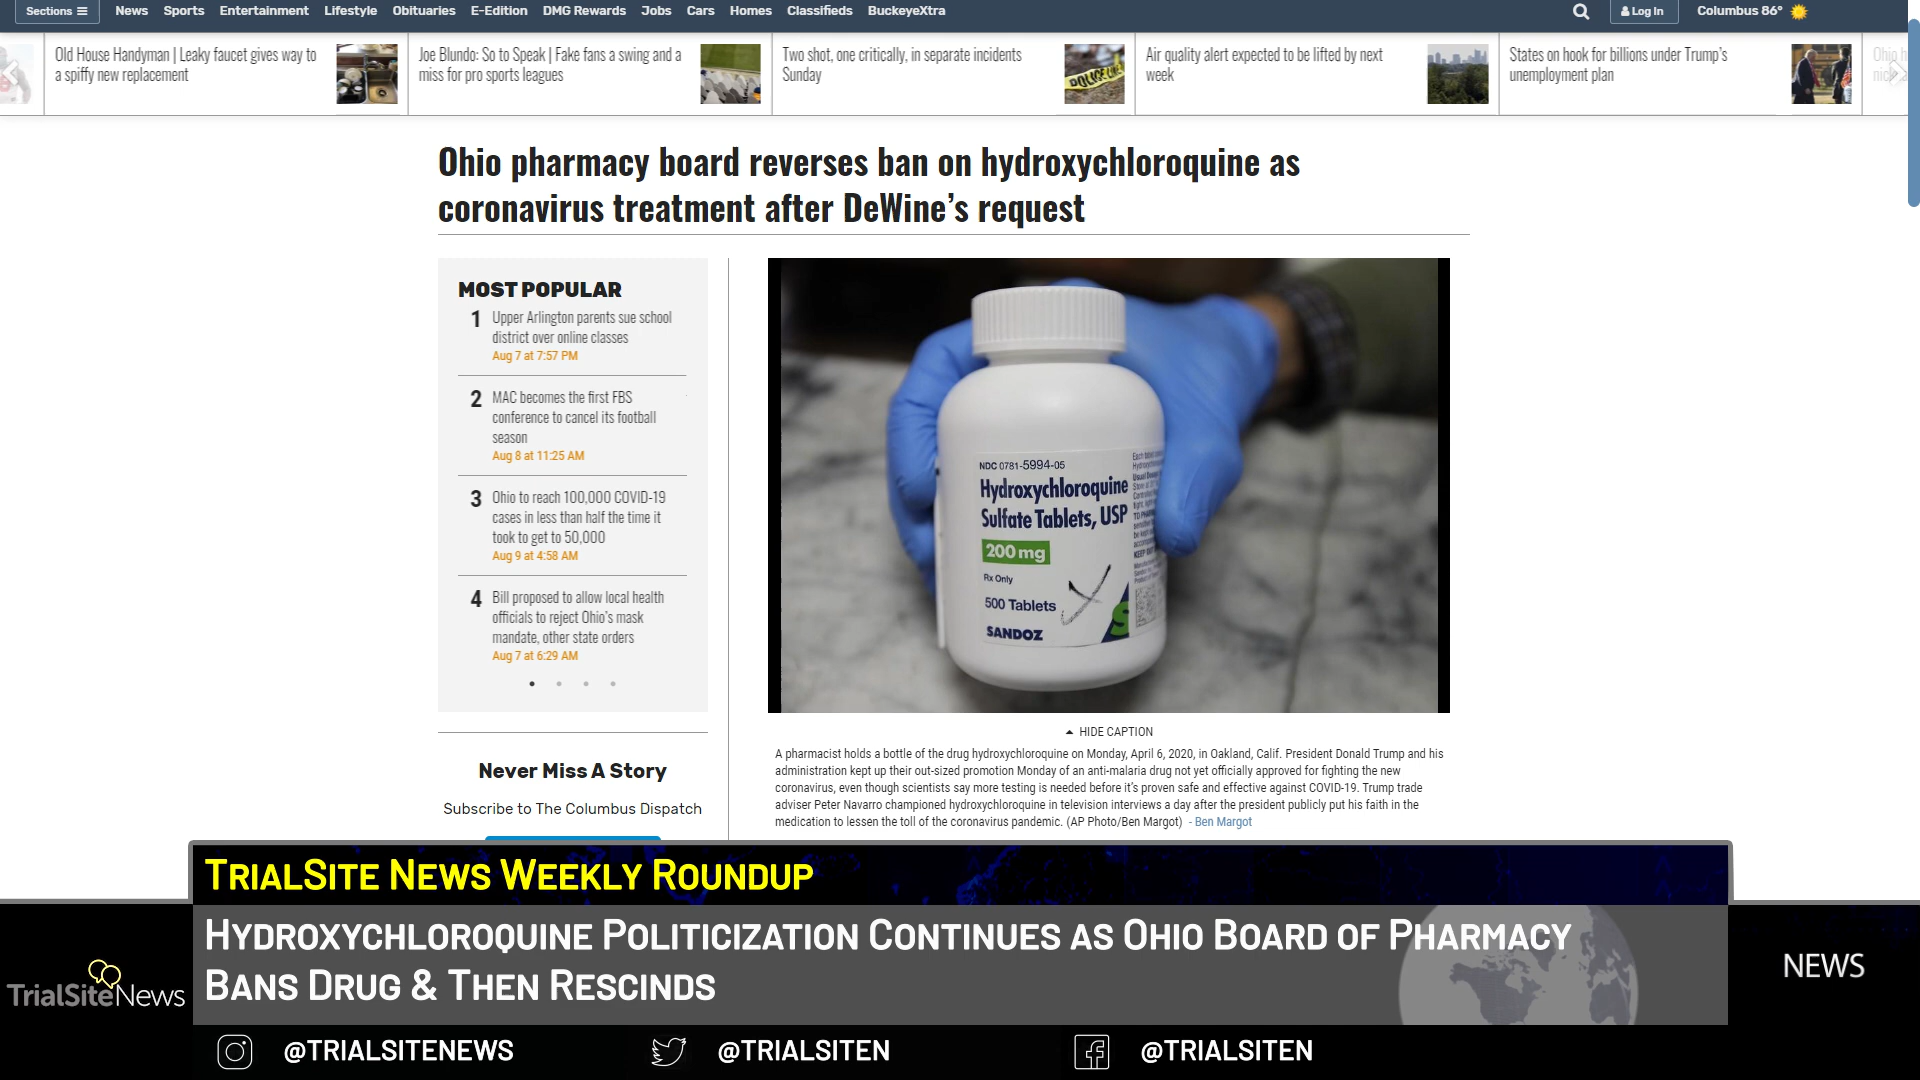 Sections
News Sports Entertainment Lifestyle Obituaries E-Edition DMG Rewards Jobs Cars Homes Classifieds BuckeyeXtra
Log In
Columbus 86°
Old House Handyman | Leaky faucet gives way to
a spiffy new replacement
Joe Blundo: So to Speak | Fake fans a swing and a
miss for pro sports leagues
Two shot, one critically, in separate incidents
Sunday
POLICE LINE
Air quality alert expected to be lifted by next
week
States on hook for billions under Trump's
unemployment plan
Ohio pharmacy board reverses ban on hydroxychloroquine as
coronavirus treatment after DeWine's request
MOST POPULAR
1 Upper Arlington parents sue school
district over online classes
Aug 7 at 7:57 PM
2 MAC becomes the first FBS
conference to cancel its football
season
Aug 8 at 11:25 AM
3 Ohio to reach 100,000 COVID-19
cases in less than half the time it
took to get to 50,000
Aug 9 at 4:58 AM
4 Bill proposed to allow local health
officials to reject Ohio's mask
mandate, other state orders
Aug 7 at 6:29 AM
Never Miss A Story
Subscribe to The Columbus Dispatch
NDC 0781-5994-05
Hydroxychloroquine
Sulfate Tablets, USP
200 mg
Rx Only
500 Tablets
SANDOZ
HIDE CAPTION
A pharmacist holds a bottle of the drug hydroxychloroquine on Monday, April 6, 2020, in Oakland, Calif. President Donald Trump and his
administration kept up their out-sized promotion Monday of an anti-malaria drug not yet officially approved for fighting the new
coronavirus, even though scientists say more testing is needed before it's proven safe and effective against COVID-19. Trump trade
adviser Peter Navarro championed hydroxychloroquine in television interviews a day after the president publicly put his faith in the
medication to lessen the toll of the coronavirus pandemic. (AP Photo/Ben Margot) - Ben Margot
TRIALSITE NEWS WEEKLY ROUNDUP
HYDROXYCHLOROQUINE POLITICIZATION CONTINUES AS OHIO BOARD OF PHARMACY
BANS DRUG & THEN RESCINDS
TrialSiteNews
NEWS
@TRIALSITENEWS
@TRIALSITEN
@TRIALSITEN